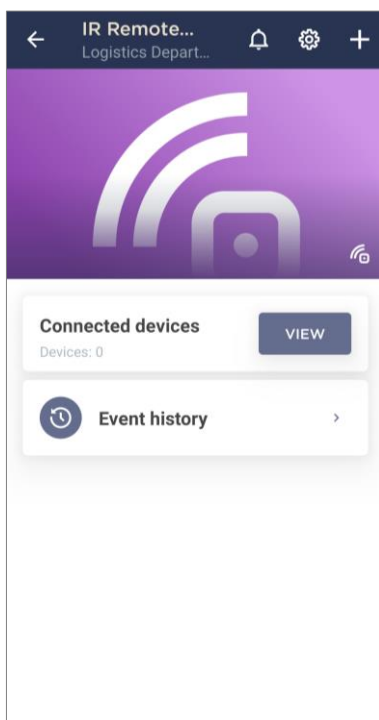 IR Remote...
Logistics Depart...
Connected devices
Devices: 0
VIEW
Event history